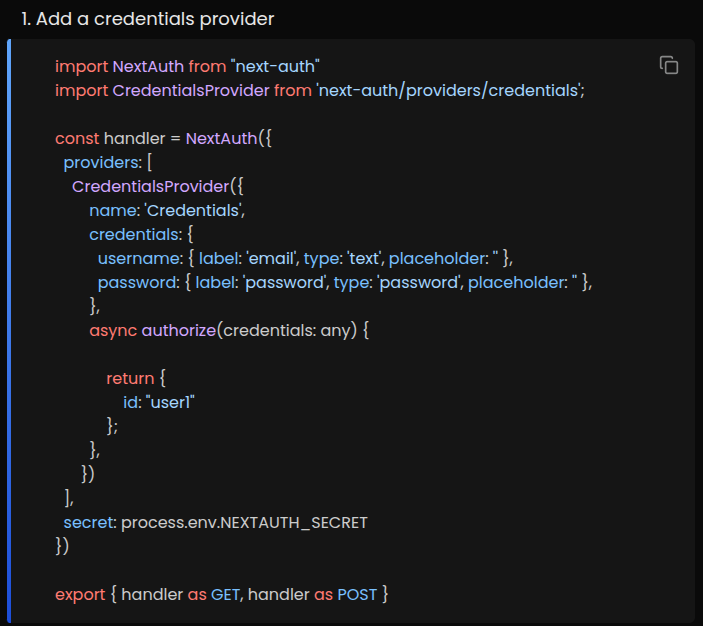 1. Add a credentials provider
import NextAuth from "next-auth"
import CredentialsProvider from 'next-auth/providers/credentials';
const handler = NextAuth({
providers: [
CredentialsProvider({
name: 'Credentials',
credentials: {
username: { label: 'email', type: 'text', placeholder: '' },
password: { label: 'password', type: 'password', placeholder: '' },
},
async authorize(credentials: any) {
return {
id: "user1"
};
},
})
],
secret: process.env.NEXTAUTH_SECRET
})
export { handler as GET, handler as POST }